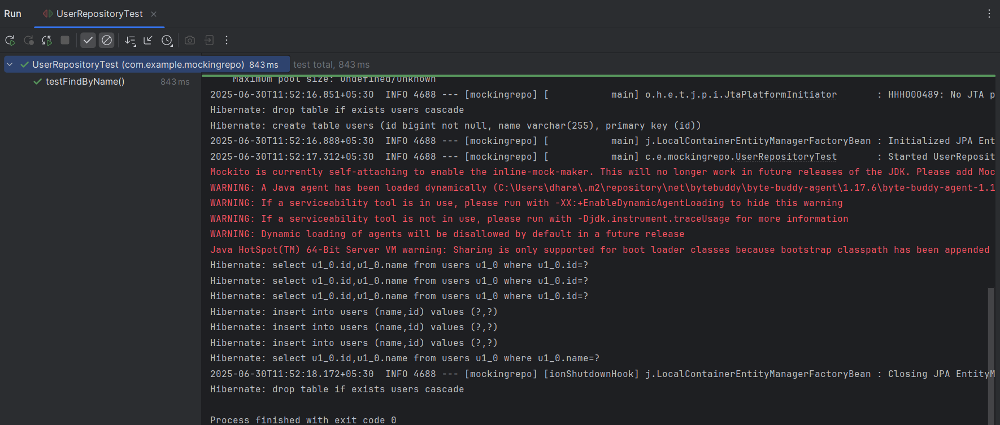 Run UserRepositoryTest
UserRepositoryTest (com.example.mockingrepo) 843 ms test total, 843 ms
testFindByName() 843 ms
Maximum pool size: undefined/unknown
2025-06-30T11:52:16.851+05:30  INFO 4688 --- [mockingrepo] [           main] o.h.e.t.j.p.i.JtaPlatformInitiator       : HHH000489: No JTA p
Hibernate: drop table if exists users cascade
Hibernate: create table users (id bigint not null, name varchar(255), primary key (id))
2025-06-30T11:52:16.888+05:30  INFO 4688 --- [mockingrepo] [           main] j.LocalContainerEntityManagerFactoryBean : Initialized JPA Ent
2025-06-30T11:52:17.312+05:30  INFO 4688 --- [mockingrepo] [           main] c.e.mockingrepo.UserRepositoryTest       : Started UserReposit
Mockito is currently self-attaching to enable the inline-mock-maker. This will no longer work in future releases of the JDK. Please add Moc
WARNING: A Java agent has been loaded dynamically (C:\Users\dhara\.m2\repository\net\bytebuddy\byte-buddy-agent\1.17.6\byte-buddy-agent-1.1
WARNING: If a serviceability tool is in use, please run with -XX:+EnableDynamicAgentLoading to hide this warning
WARNING: If a serviceability tool is not in use, please run with -Djdk.instrument.traceUsage for more information
WARNING: Dynamic loading of agents will be disallowed by default in a future release
Java HotSpot(TM) 64-Bit Server VM warning: Sharing is only supported for boot loader classes because bootstrap classpath has been appended
Hibernate: select u1_0.id,u1_0.name from users u1_0 where u1_0.id=?
Hibernate: select u1_0.id,u1_0.name from users u1_0 where u1_0.id=?
Hibernate: select u1_0.id,u1_0.name from users u1_0 where u1_0.id=?
Hibernate: insert into users (name,id) values (?,?)
Hibernate: insert into users (name,id) values (?,?)
Hibernate: insert into users (name,id) values (?,?)
Hibernate: select u1_0.id,u1_0.name from users u1_0 where u1_0.name=?
2025-06-30T11:52:18.172+05:30  INFO 4688 --- [mockingrepo] [ionShutdownHook] j.LocalContainerEntityManagerFactoryBean : Closing JPA EntityM
Hibernate: drop table if exists users cascade
Process finished with exit code 0